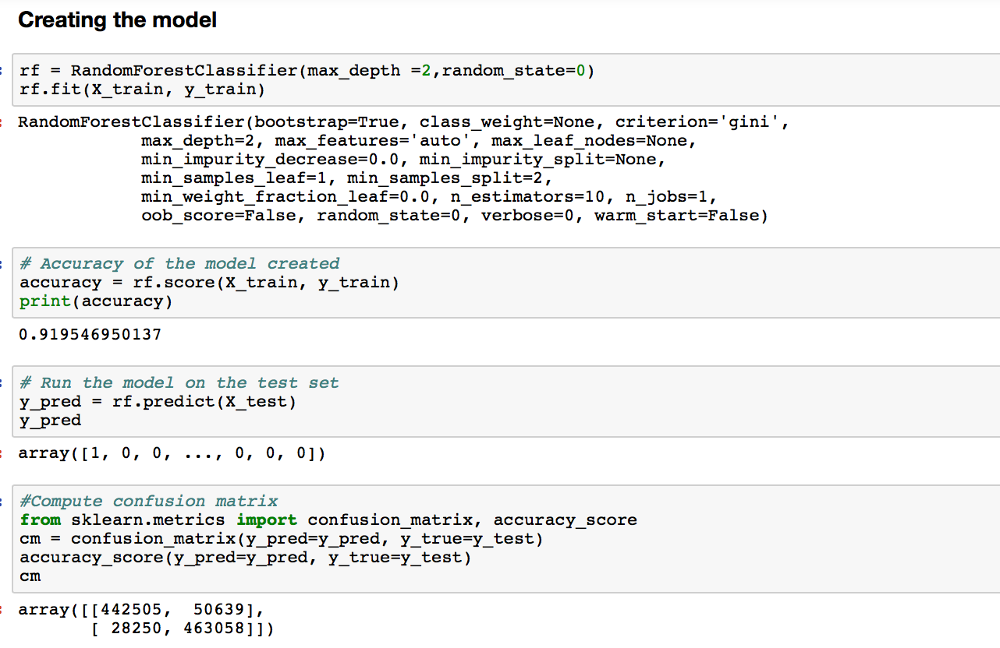 Creating the model
rf = RandomForestClassifier(max_depth =2,random_state=0)
rf.fit(X_train, y_train)
RandomForestClassifier(bootstrap=True, class_weight=None, criterion='gini',
            max_depth=2, max_features='auto', max_leaf_nodes=None,
            min_impurity_decrease=0.0, min_impurity_split=None,
            min_samples_leaf=1, min_samples_split=2,
            min_weight_fraction_leaf=0.0, n_estimators=10, n_jobs=1,
            oob_score=False, random_state=0, verbose=0, warm_start=False)
# Accuracy of the model created
accuracy = rf.score(X_train, y_train)
print(accuracy)
0.919546950137
# Run the model on the test set
y_pred = rf.predict(X_test)
y_pred
array([1, 0, 0, ..., 0, 0, 0])
#Compute confusion matrix
from sklearn.metrics import confusion_matrix, accuracy_score
cm = confusion_matrix(y_pred=y_pred, y_true=y_test)
accuracy_score(y_pred=y_pred, y_true=y_test)
cm
array([[442505,  50639],
       [ 28250, 463058]])